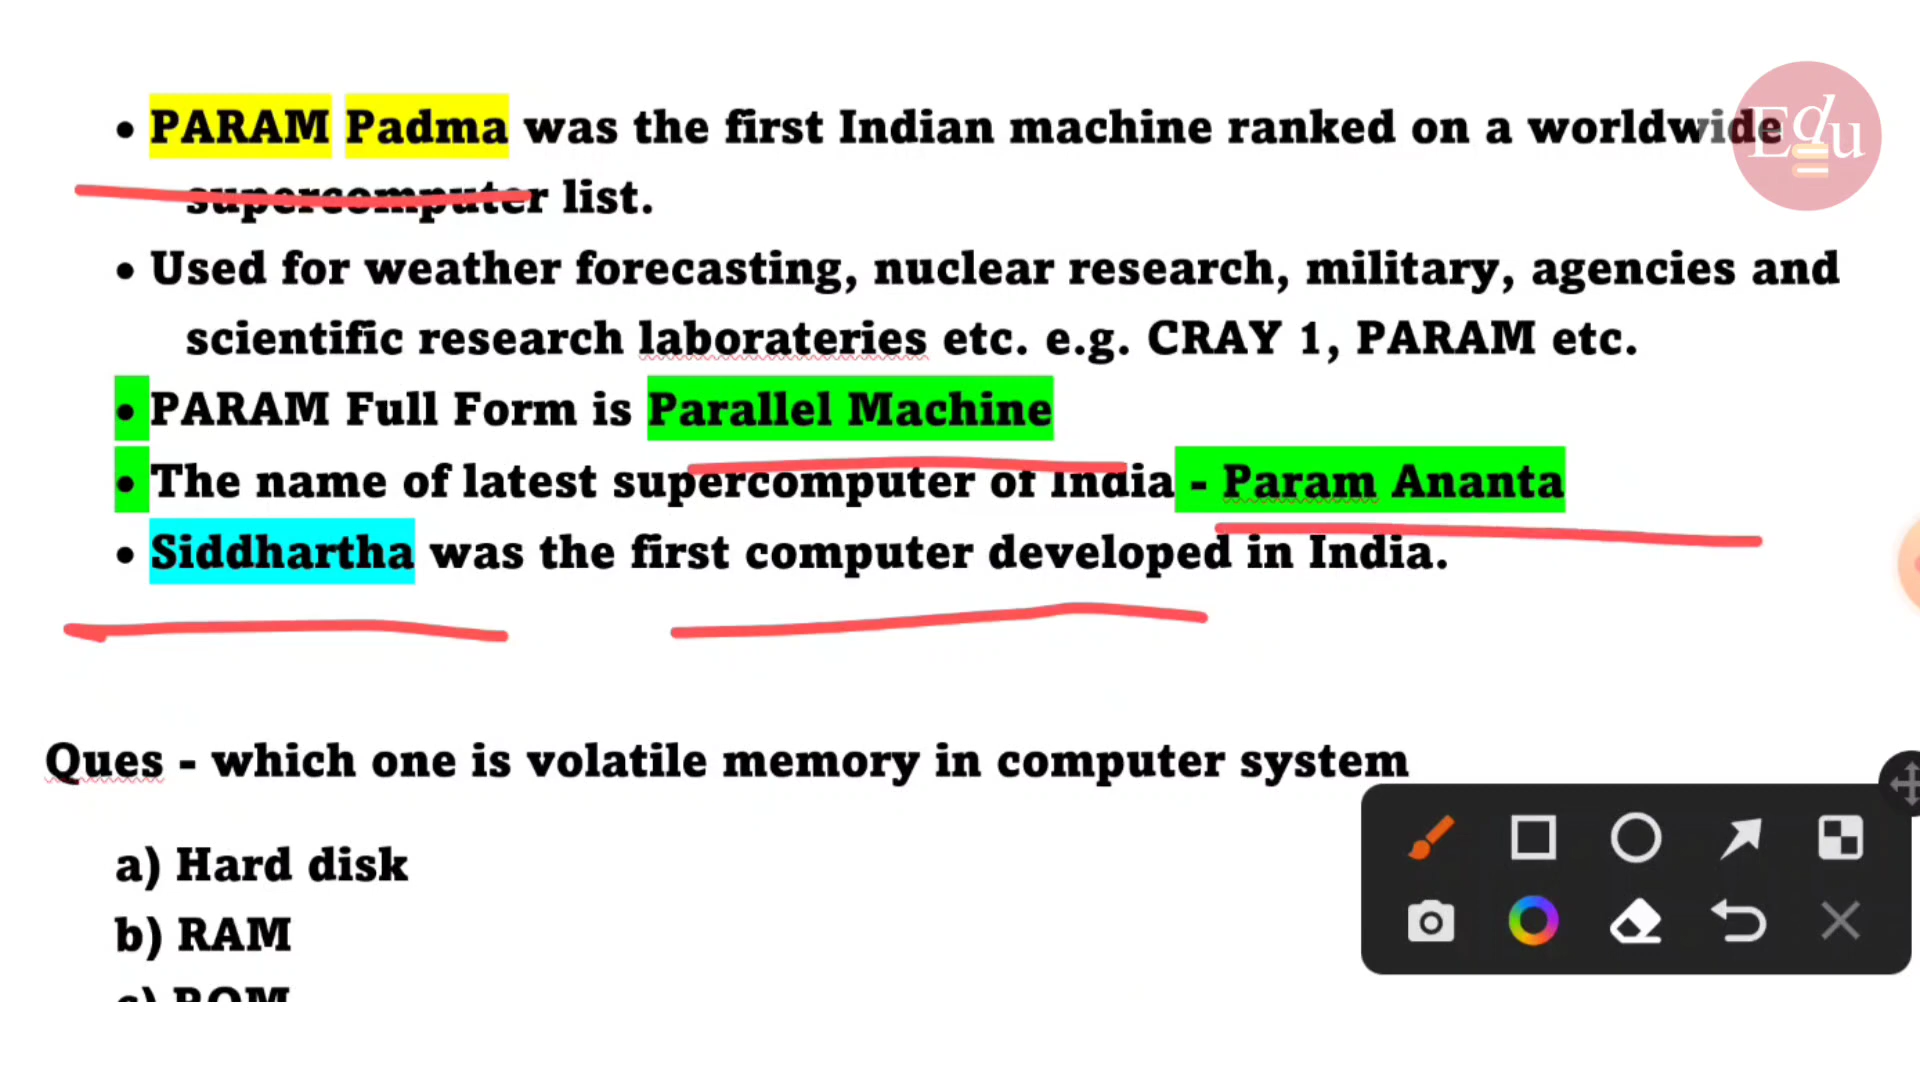 • PARAM Padma was the first Indian machine ranked on a worldwide
supercomputer list.
• Used for weather forecasting, nuclear research, military, agencies and
scientific research laborateries etc. e.g. CRAY 1, PARAM etc.
• PARAM Full Form is Parallel Machine
• The name of latest supercomputer of India - Param Ananta
• Siddhartha was the first computer developed in India.
Ques - which one is volatile memory in computer system
a) Hard disk
b) RAM
c) ROM
Edu